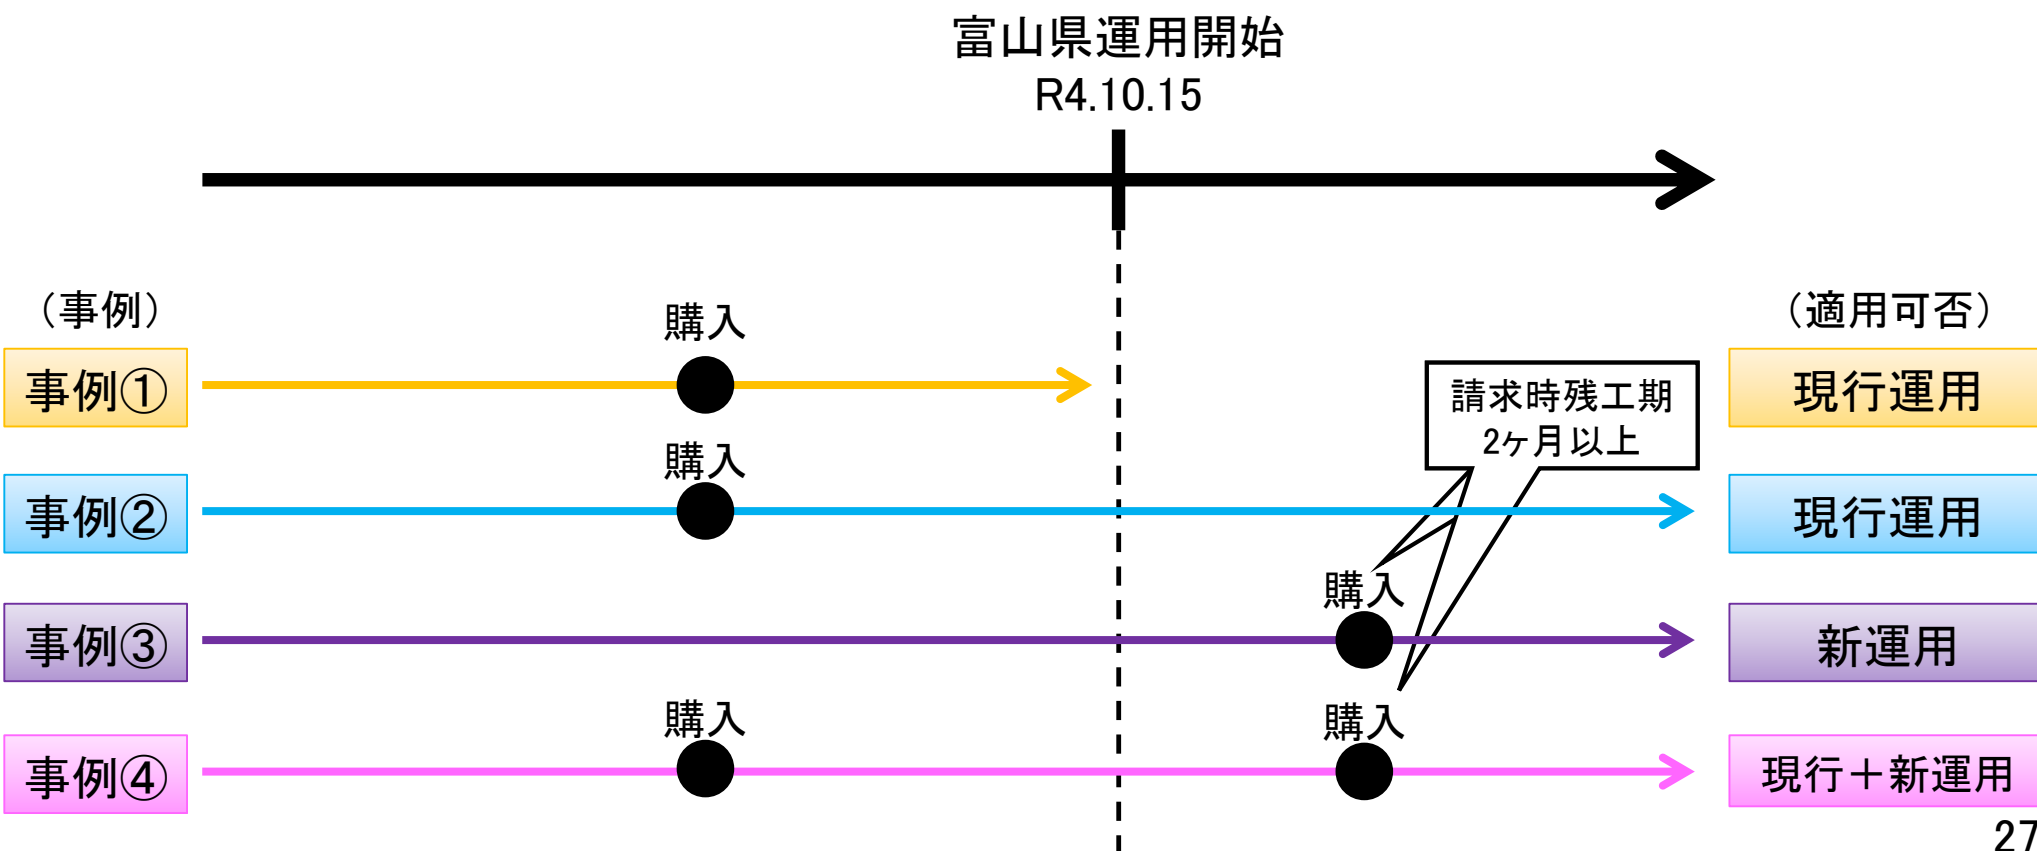 富山県運用開始
R4.10.15
（事例）
（適用可否）
購入
事例①
現行運用
請求時残工期
2ヶ月以上
購入
事例②
現行運用
購入
事例③
新運用
購入
購入
事例④
現行＋新運用
27